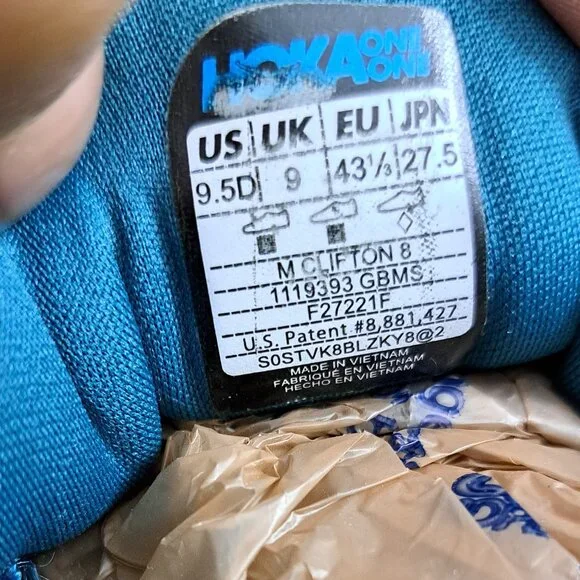 HOKA ONE ONE
US UK EU JPN
9.5D 9 43⅓ 27.5
M CLIFTON 8
1119393 GBMS
F27221F
U.S. Patent #8,881,427
S0STVK8BLZKY8@2
MADE IN VIETNAM
FABRIQUÉ EN VIETNAM
HECHO EN VIETNAM